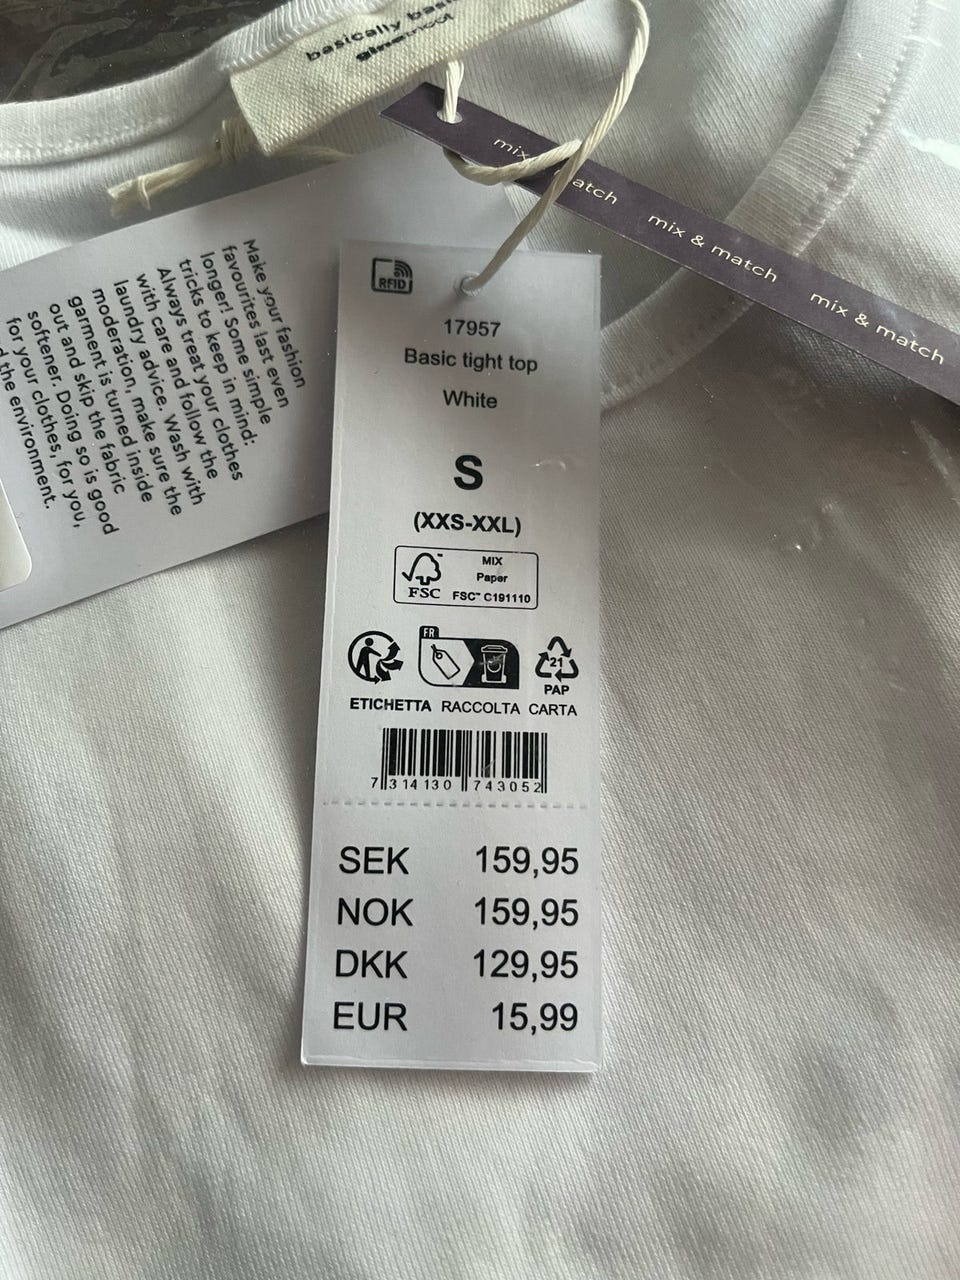 basically basi
ginatricot
mix
atch
mix & match
mix & match
Make your fashion
favourites last even
longer! Some simple
tricks to keep in mind:
Always treat your clothes
with care and follow the
laundry advice. Wash with
moderation, make sure the
garment is turned inside
out and skip the fabric
softener. Doing so is good
for your clothes, for you,
d the environment.
RFID
17957
Basic tight top
White
S
(XXS-XXL)
FSC
MIX
Paper
FSC™ C191110
FR
21
PAP
ETICHETTA RACCOLTA CARTA
7 314130 743052
SEK 159,95
NOK 159,95
DKK 129,95
EUR 15,99